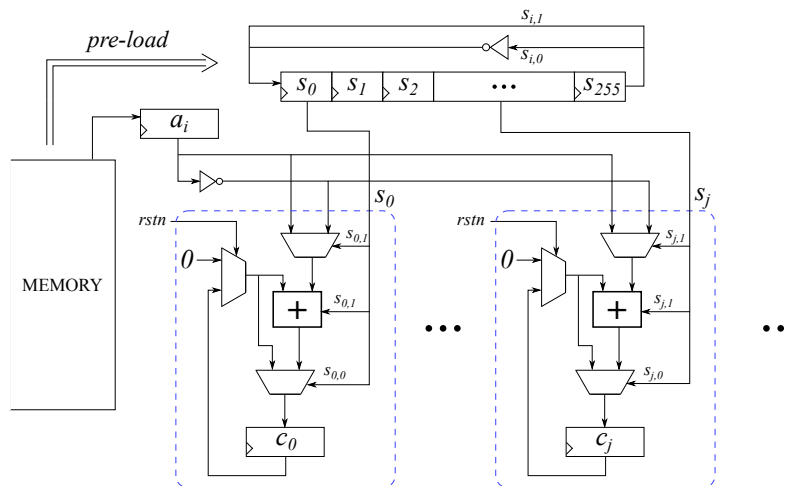 s_{i,1}
pre-load
s_{i,0}
s_0 s_1 s_2 ••• s_{255}
a_i
s_0 s_j
rstn rstn
s_{0,1} s_{j,1}
0 0
MEMORY
s_{0,1} s_{j,1}
+ +
••• ••
s_{0,0} s_{j,0}
c_0 c_j